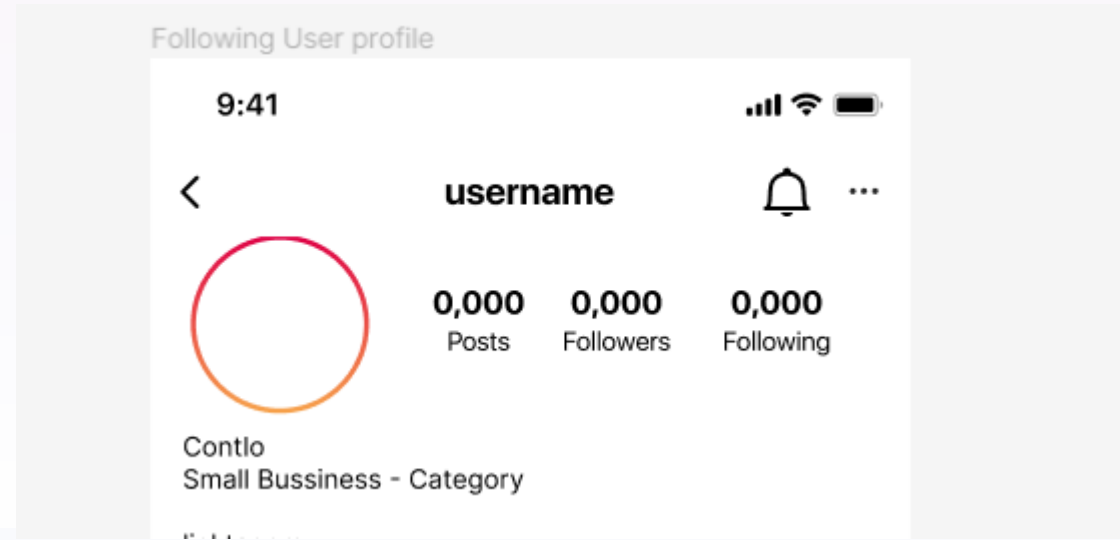 Following User profile
9:41
username
0,000 0,000 0,000
Posts Followers Following
Contlo
Small Bussiness - Category